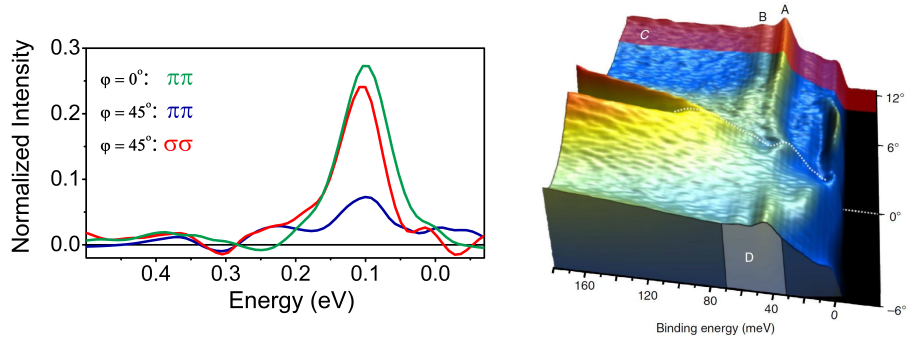 Normalized Intensity
0.3
0.2
0.1
0.0
φ = 0°: ππ
φ = 45°: ππ
φ = 45°: σσ
0.4 0.3 0.2 0.1 0.0
Energy (eV)
B A
C
D
12°
6°
0°
−6°
160 120 80 40 0
Binding energy (meV)